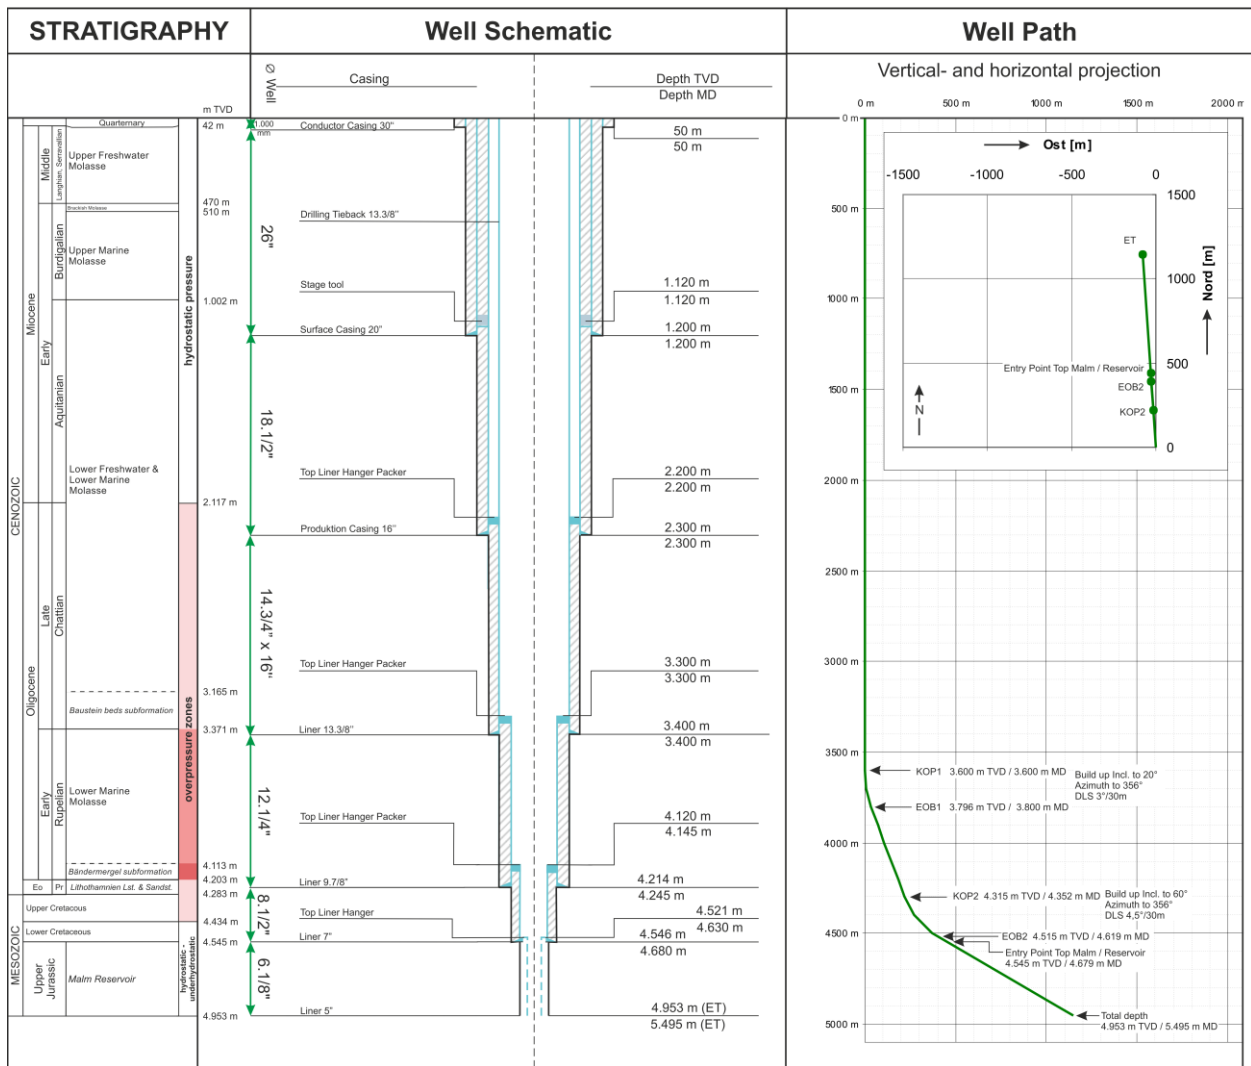 STRATIGRAPHY
Well Schematic
Well Path
m TVD
Ø Well
Casing
Depth TVD
Depth MD
Vertical- and horizontal projection
CENOZOIC
MESOZOIC
Miocene
Oligocene
Middle
Early
Late
Early
Eo
Pr
Langhian, Serravalian
Burdigalian
Aquitanian
Chattian
Rupelian
Upper
Jurassic
Quarternary
Upper Freshwater
Molasse
Brackish Molasse
Upper Marine
Molasse
Lower Freshwater &
Lower Marine
Molasse
Baustein beds subformation
Lower Marine
Molasse
Bändermergel subformation
Lithothamnien Lst. & Sandst.
Upper Cretacous
Lower Cretaceous
Malm Reservoir
hydrostatic pressure
overpressure zones
hydrostatic -
underhydrostatic
42 m
470 m
510 m
1.002 m
2.117 m
3.165 m
3.371 m
4.113 m
4.203 m
4.283 m
4.434 m
4.545 m
4.953 m
1.000
mm
26"
18.1/2"
14.3/4" x 16"
12.1/4"
8.1/2"
6.1/8"
Conductor Casing 30"
50 m
50 m
Drilling Tieback 13.3/8"
Stage tool
1.120 m
1.120 m
Surface Casing 20"
1.200 m
1.200 m
Top Liner Hanger Packer
2.200 m
2.200 m
Produktion Casing 16"
2.300 m
2.300 m
Top Liner Hanger Packer
3.300 m
3.300 m
Liner 13.3/8"
3.400 m
3.400 m
Top Liner Hanger Packer
4.120 m
4.145 m
Liner 9.7/8"
4.214 m
4.245 m
Top Liner Hanger
4.521 m
4.630 m
Liner 7"
4.546 m
4.680 m
Liner 5"
4.953 m (ET)
5.495 m (ET)
0 m
500 m
1000 m
1500 m
2000 m
0 m
500 m
1000 m
1500 m
2000 m
2500 m
3000 m
3500 m
4000 m
4500 m
5000 m
Ost [m]
-1500
-1000
-500
0
1500
1000
500
0
Nord [m]
N
ET
Entry Point Top Malm / Reservoir
EOB2
KOP2
KOP1 3.600 m TVD / 3.600 m MD
Build up Incl. to 20°
Azimuth to 356°
DLS 3°/30m
EOB1 3.796 m TVD / 3.800 m MD
KOP2 4.315 m TVD / 4.352 m MD
Build up Incl. to 60°
Azimuth to 356°
DLS 4,5°/30m
EOB2 4.515 m TVD / 4.619 m MD
Entry Point Top Malm / Reservoir
4.545 m TVD / 4.679 m MD
Total depth
4.953 m TVD / 5.495 m MD